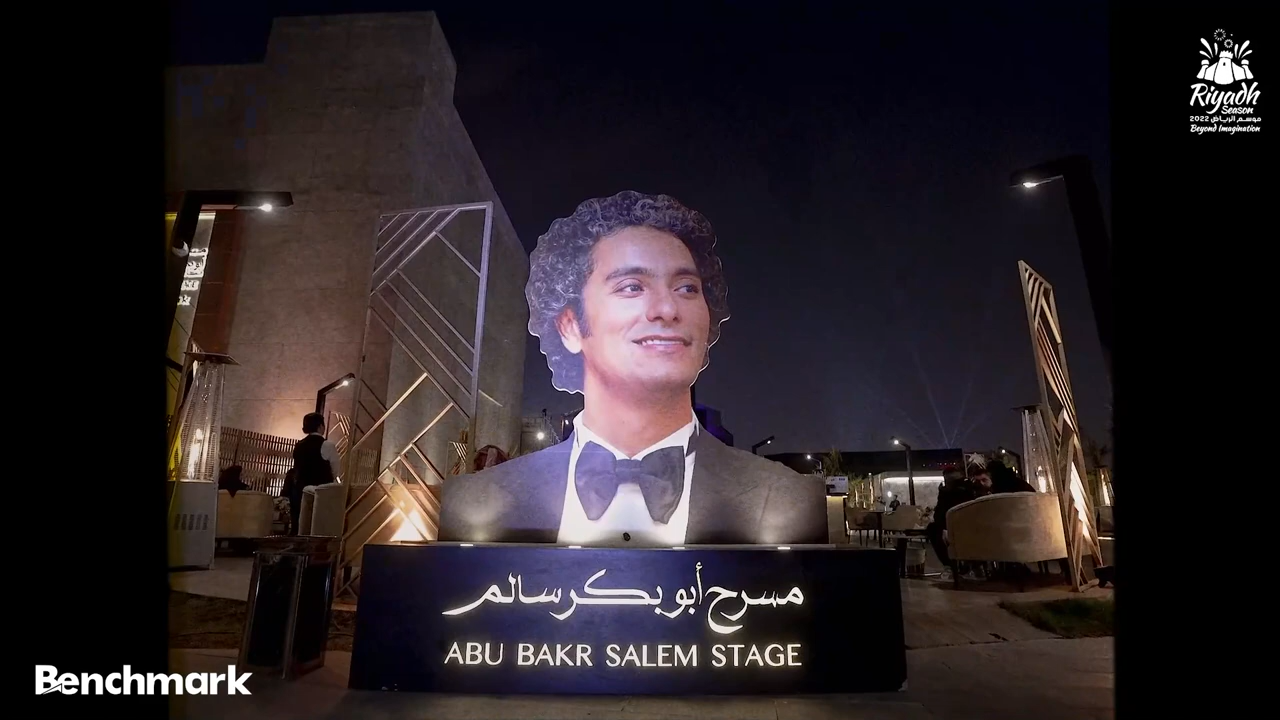 Riyadh
Season
موسم الرياض 2022
Beyond Imagination
مسرح أبو بكر سالم
ABU BAKR SALEM STAGE
Benchmark